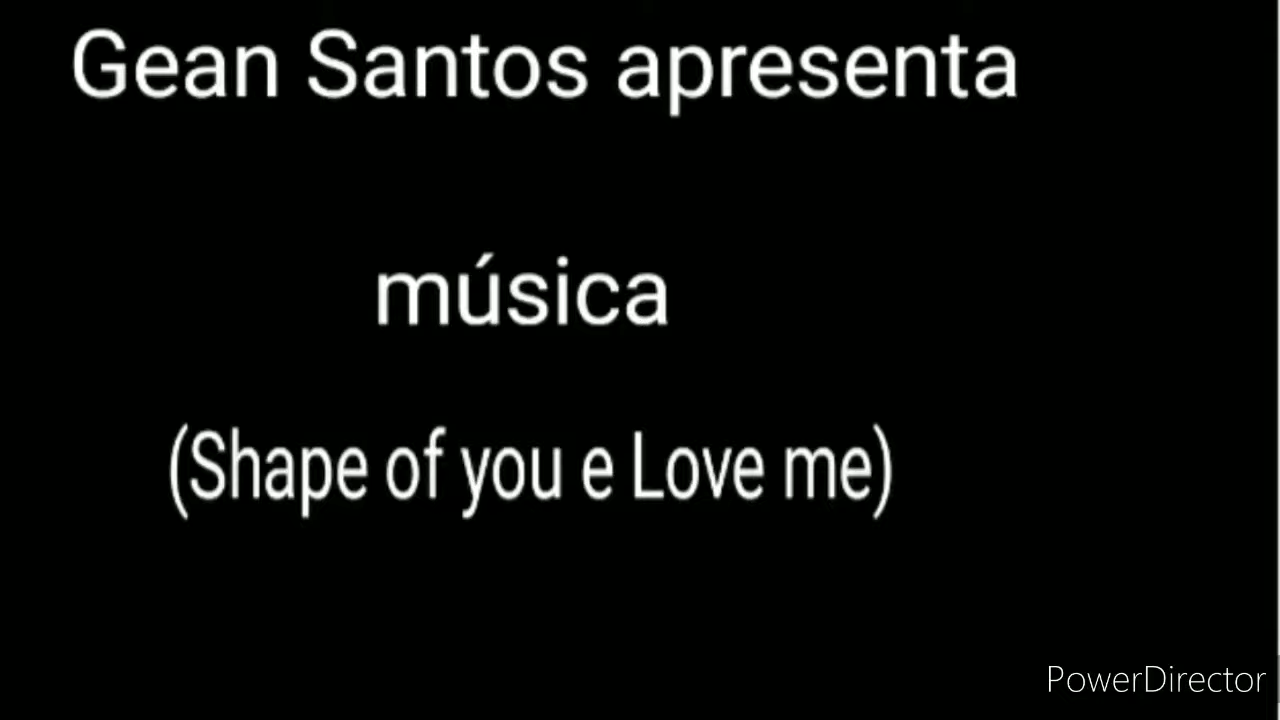 Gean Santos apresenta
música
(Shape of you e Love me)
PowerDirector